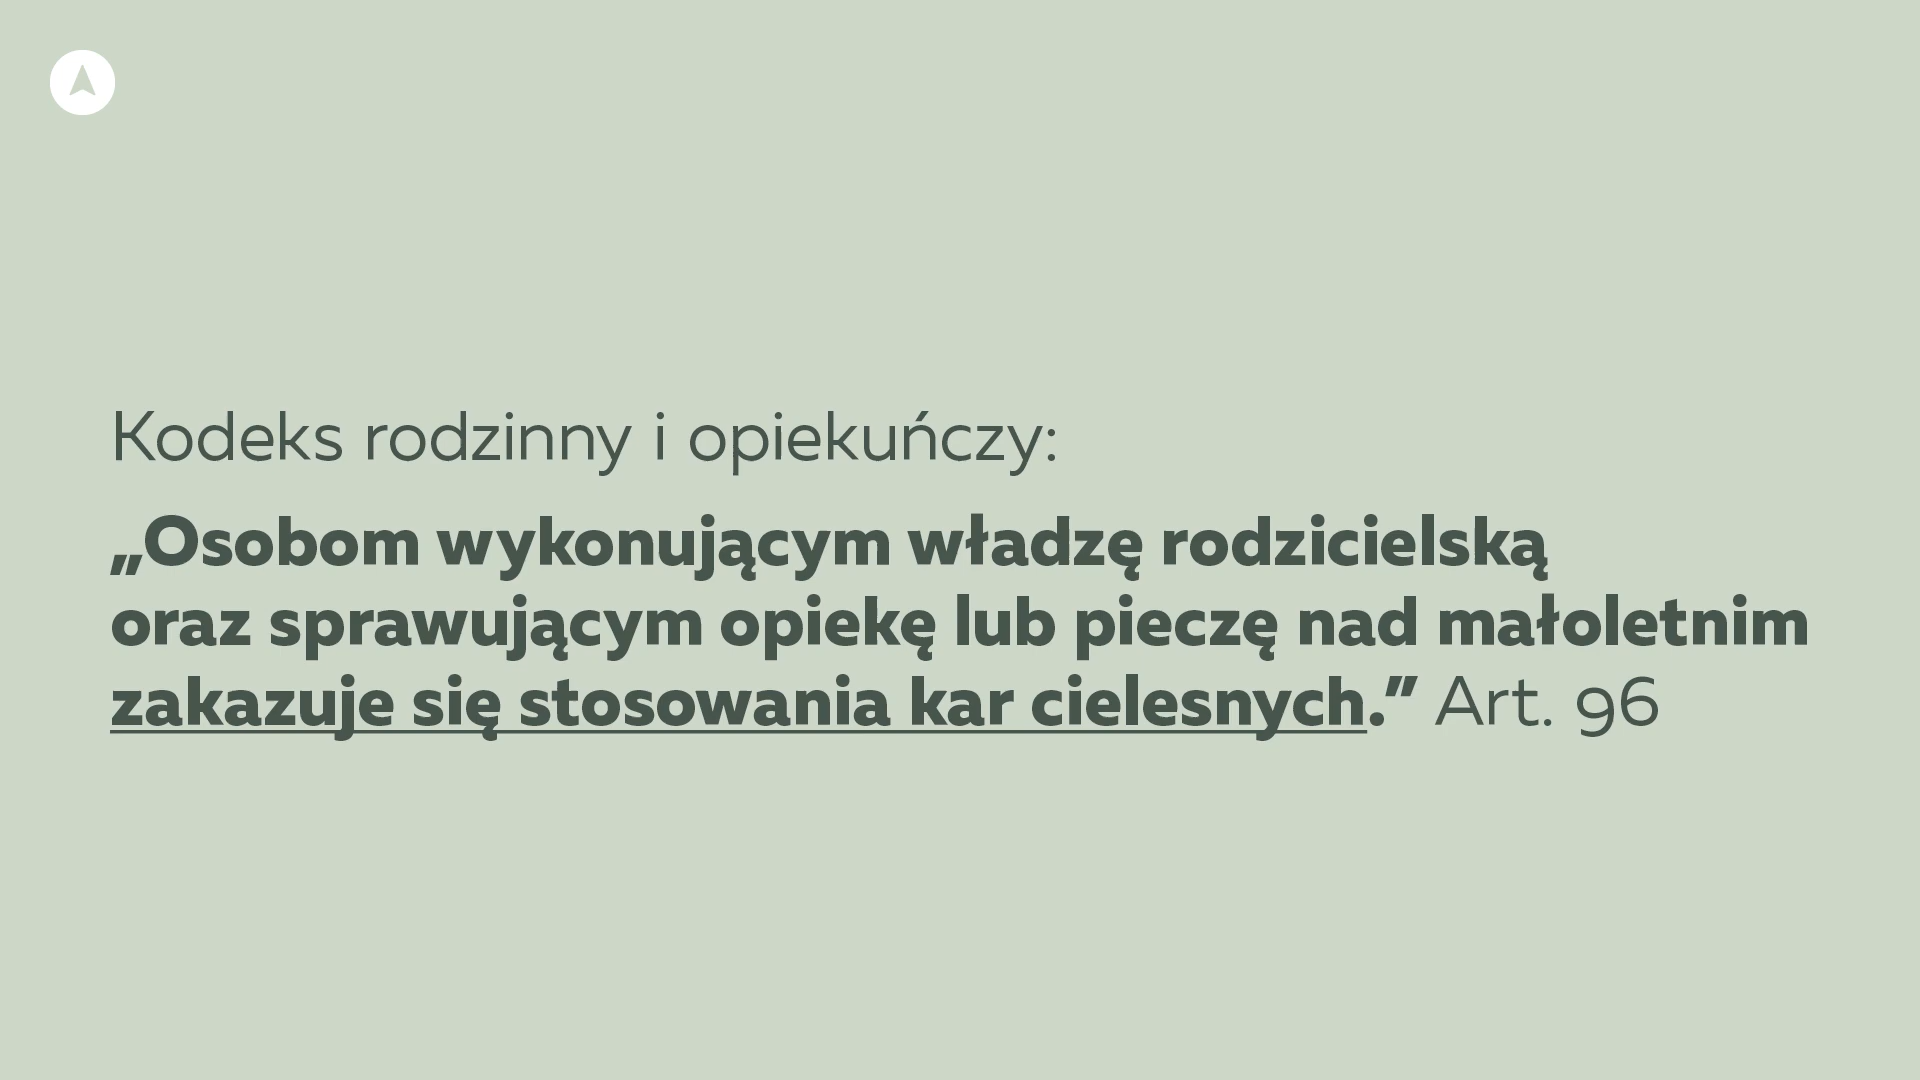 Kodeks rodzinny i opiekuńczy:
„Osobom wykonującym władzę rodzicielską
oraz sprawującym opiekę lub pieczę nad małoletnim
zakazuje się stosowania kar cielesnych.” Art. 96